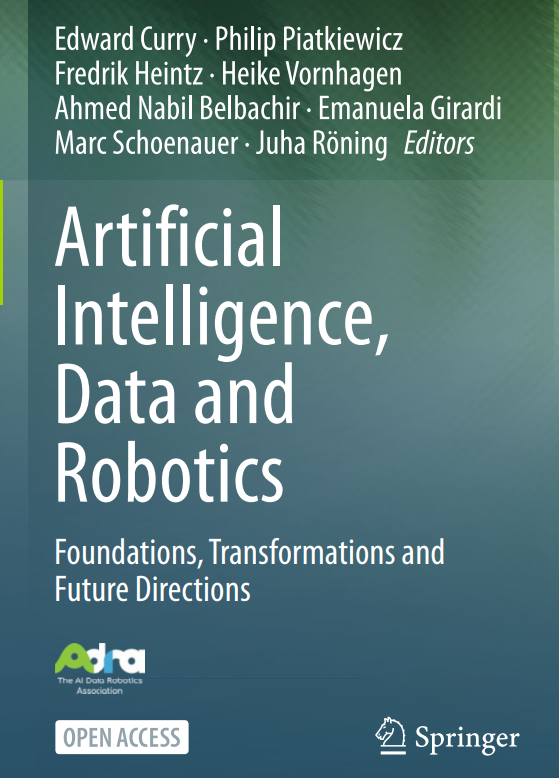 Edward Curry · Philip Piatkiewicz
Fredrik Heintz · Heike Vornhagen
Ahmed Nabil Belbachir · Emanuela Girardi
Marc Schoenauer · Juha Röning Editors
Artificial
Intelligence,
Data and
Robotics
Foundations, Transformations and
Future Directions
Adra
The AI Data Robotics
Association
OPEN ACCESS
Springer